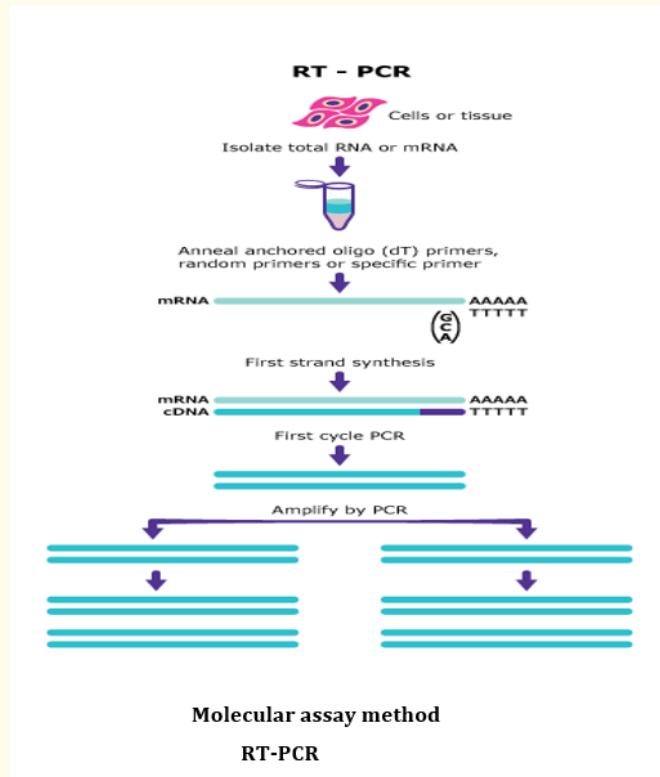 RT – PCR
Cells or tissue
Isolate total RNA or mRNA
Anneal anchored oligo (dT) primers,
random primers or specific primer
mRNA AAAAA
TTTTT
(G
C
A)
First strand synthesis
mRNA AAAAA
cDNA TTTTT
First cycle PCR
Amplify by PCR
Molecular assay method
RT-PCR